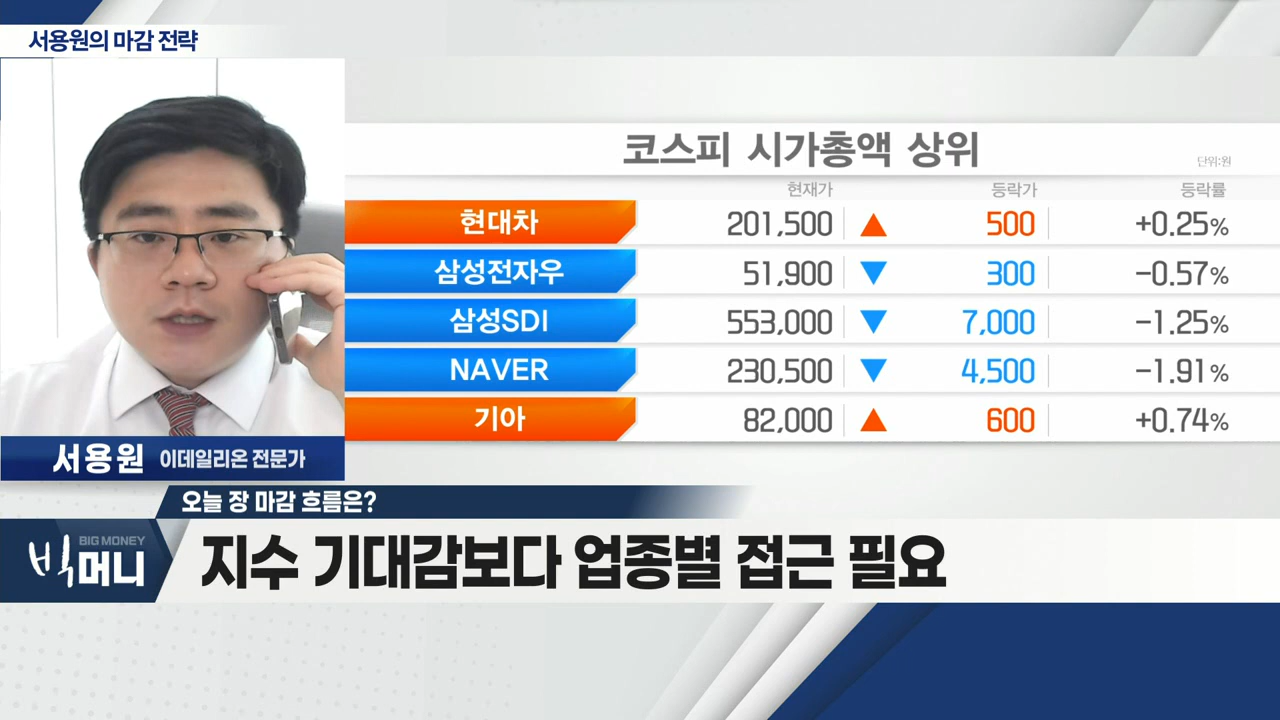 서용원의 마감 전략
코스피 시가총액 상위
단위:원
현재가 등락가 등락률
현대차 201,500 ▲ 500 +0.25%
삼성전자우 51,900 ▼ 300 -0.57%
삼성SDI 553,000 ▼ 7,000 -1.25%
NAVER 230,500 ▼ 4,500 -1.91%
기아 82,000 ▲ 600 +0.74%
서용원 이데일리온 전문가
오늘 장 마감 흐름은?
BIG MONEY
빅머니
지수 기대감보다 업종별 접근 필요